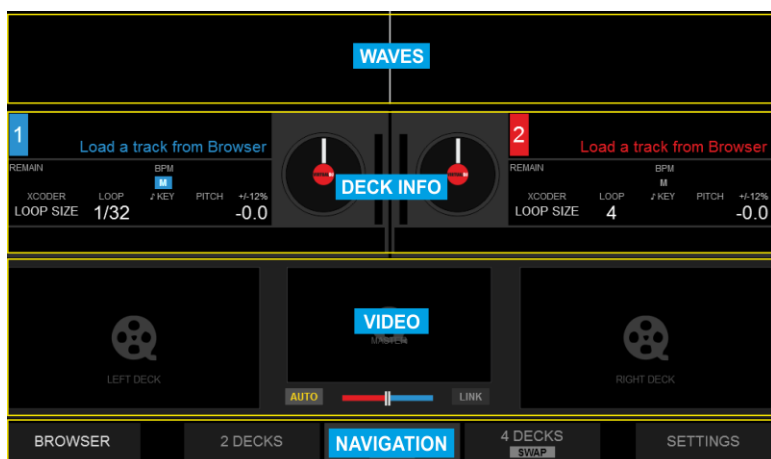 WAVES
1
Load a track from Browser
REMAIN
BPM
M
XCODER
LOOP
♪ KEY
PITCH
+/-12%
LOOP SIZE
1/32
-0.0
DECK INFO
2
Load a track from Browser
REMAIN
BPM
M
XCODER
LOOP
♪ KEY
PITCH
+/-12%
LOOP SIZE
4
-0.0
VIDEO
MASTER
LEFT DECK
RIGHT DECK
AUTO
LINK
BROWSER
2 DECKS
NAVIGATION
4 DECKS
SWAP
SETTINGS